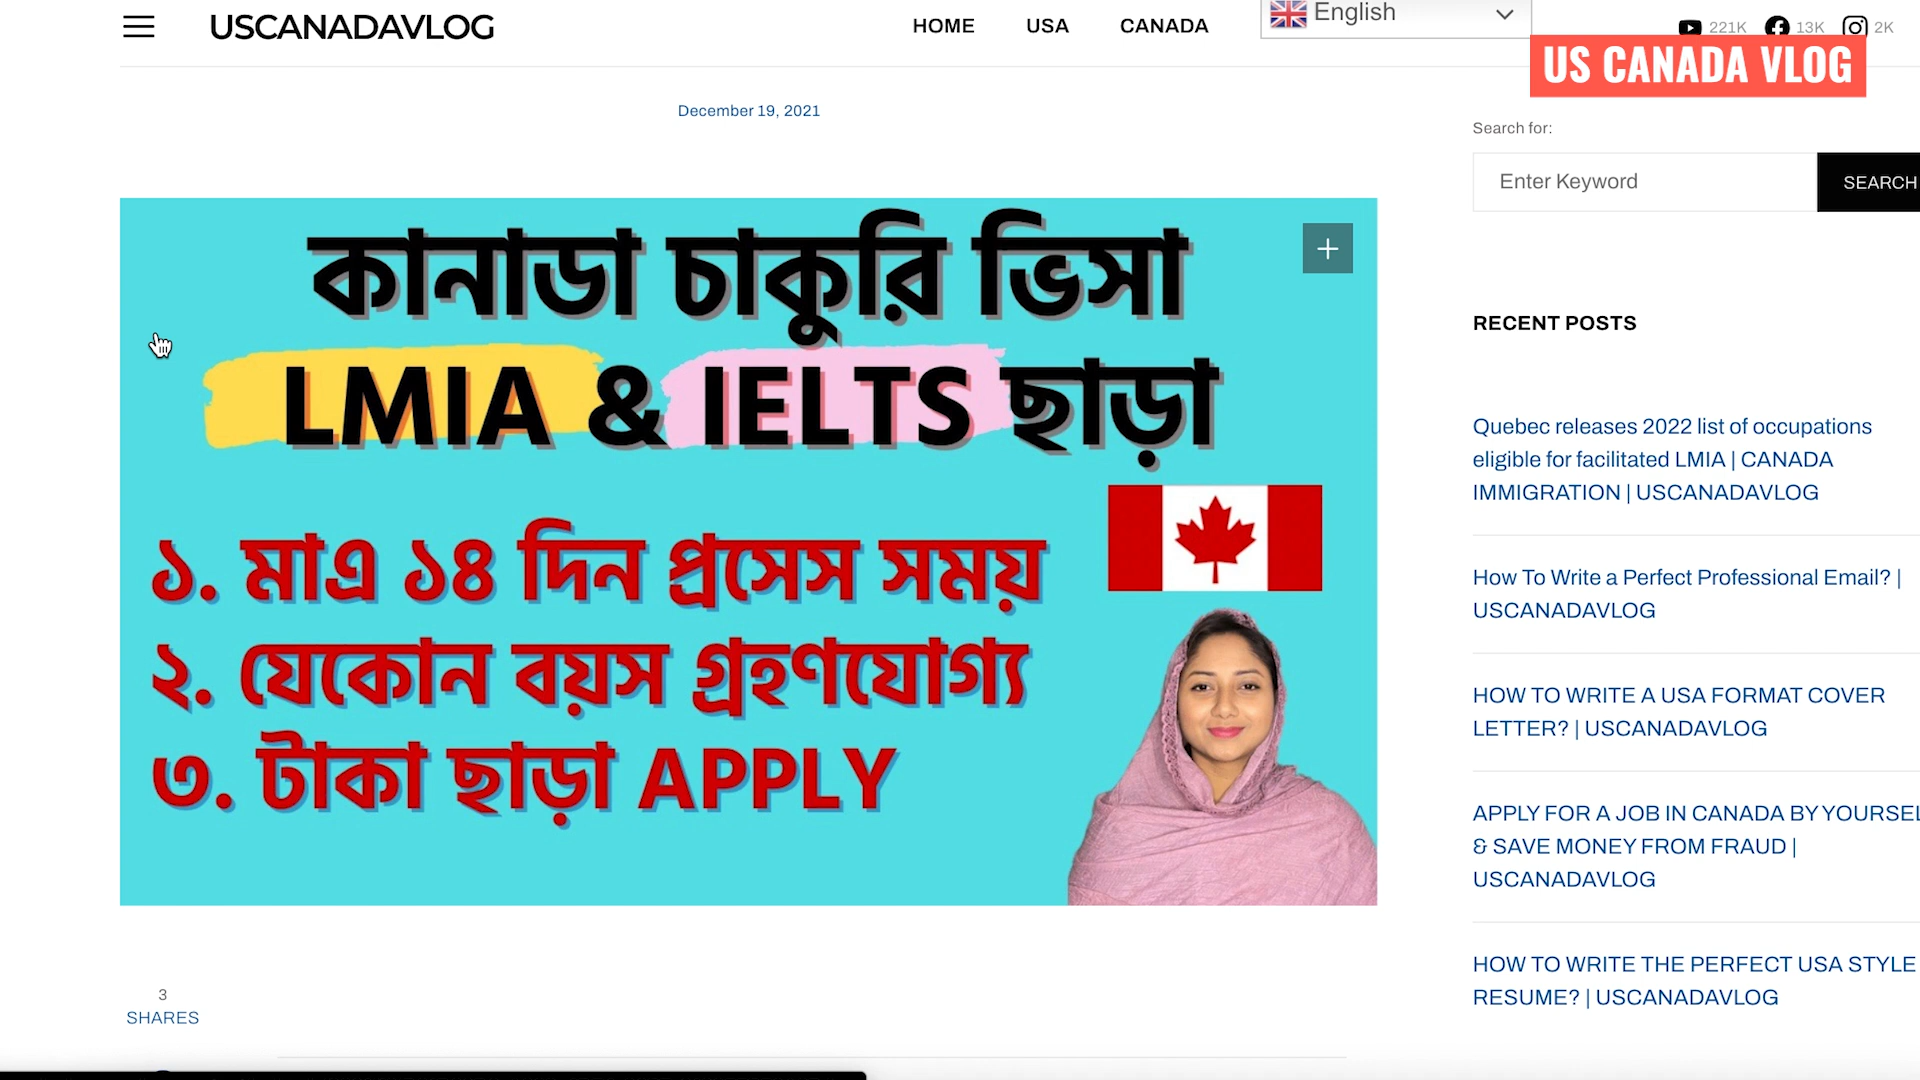 USCANADAVLOG
HOME USA CANADA
English
221K 13K 2K
US CANADA VLOG
December 19, 2021
কানাডা চাকুরি ভিসা
LMIA & IELTS ছাড়া
১. মাএ ১৪ দিন প্রসেস সময়
২. যেকোন বয়স গ্রহণযোগ্য
৩. টাকা ছাড়া APPLY
3
SHARES
Search for:
Enter Keyword
SEARCH
RECENT POSTS
Quebec releases 2022 list of occupations
eligible for facilitated LMIA | CANADA
IMMIGRATION | USCANADAVLOG
How To Write a Perfect Professional Email? |
USCANADAVLOG
HOW TO WRITE A USA FORMAT COVER
LETTER? | USCANADAVLOG
APPLY FOR A JOB IN CANADA BY YOURSEL
& SAVE MONEY FROM FRAUD |
USCANADAVLOG
HOW TO WRITE THE PERFECT USA STYLE
RESUME? | USCANADAVLOG